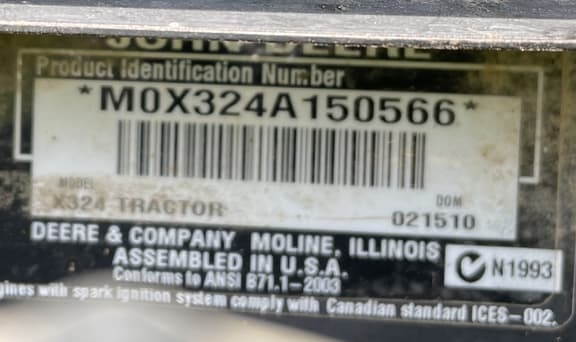 JOHN DEERE
Product Identification Number
*M0X324A150566*
MODEL
DOM
X324 TRACTOR
021510
DEERE & COMPANY MOLINE, ILLINOIS
ASSEMBLED IN U.S.A.
N1993
Conforms to ANSI B71.1-2003
with spark ignition system comply with Canadian standard ICES-002.